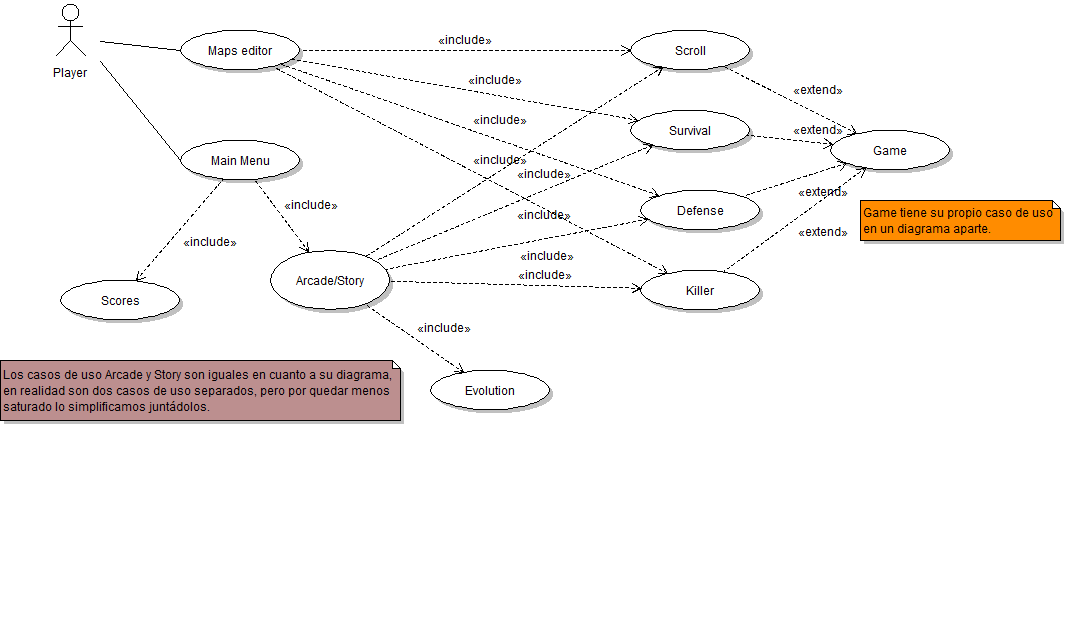 Player
Maps editor
«include»
Scroll
«include»
«extend»
«include»
Survival
«extend»
Game
Main Menu
«include»
«include»
«include»
Defense
«extend»
«include»
Game tiene su propio caso de uso
en un diagrama aparte.
«extend»
«include»
«include»
Arcade/Story
«include»
Killer
Scores
«include»
Evolution
Los casos de uso Arcade y Story son iguales en cuanto a su diagrama,
en realidad son dos casos de uso separados, pero por quedar menos
saturado lo simplificamos juntádolos.